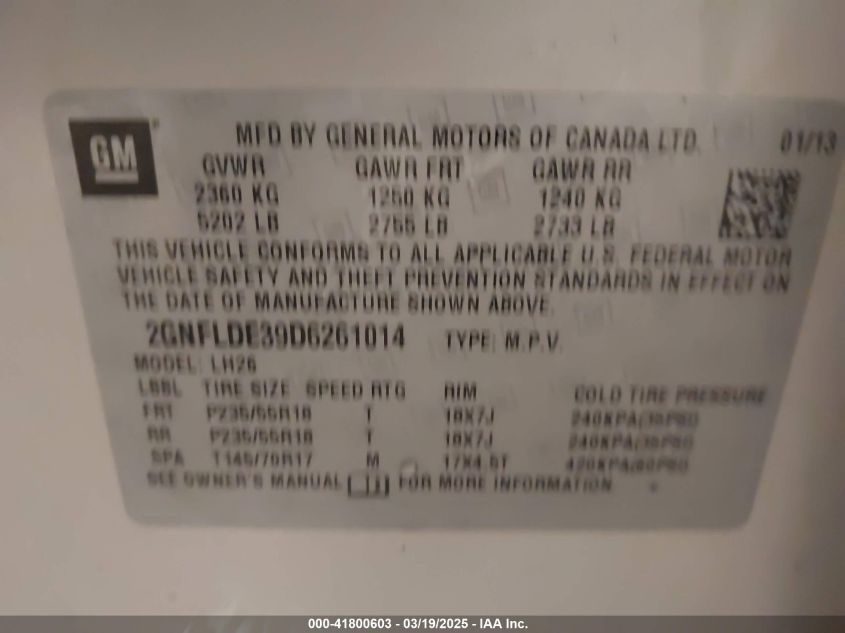 GM
MFD BY GENERAL MOTORS OF CANADA LTD. 01/13
GVWR GAWR FRT GAWR RR
2360 KG 1250 KG 1240 KG
5202 LB 2755 LB 2733 LB
THIS VEHICLE CONFORMS TO ALL APPLICABLE U.S. FEDERAL MOTOR
VEHICLE SAFETY AND THEFT PREVENTION STANDARDS IN EFFECT ON
THE DATE OF MANUFACTURE SHOWN ABOVE.
2GNFLDE39D6261014 TYPE: M.P.V.
MODEL: LH26
LBBL TIRE SIZE SPEED RTG RIM COLD TIRE PRESSURE
FRT P235/55R18 T 18X7J 240KPA(35PSI)
RR P235/55R18 T 18X7J 240KPA(35PSI)
SPA T145/70R17 M 17X4.5T 420KPA(60PSI)
SEE OWNER'S MANUAL FOR MORE INFORMATION
000-41800603 - 03/19/2025 - IAA Inc.